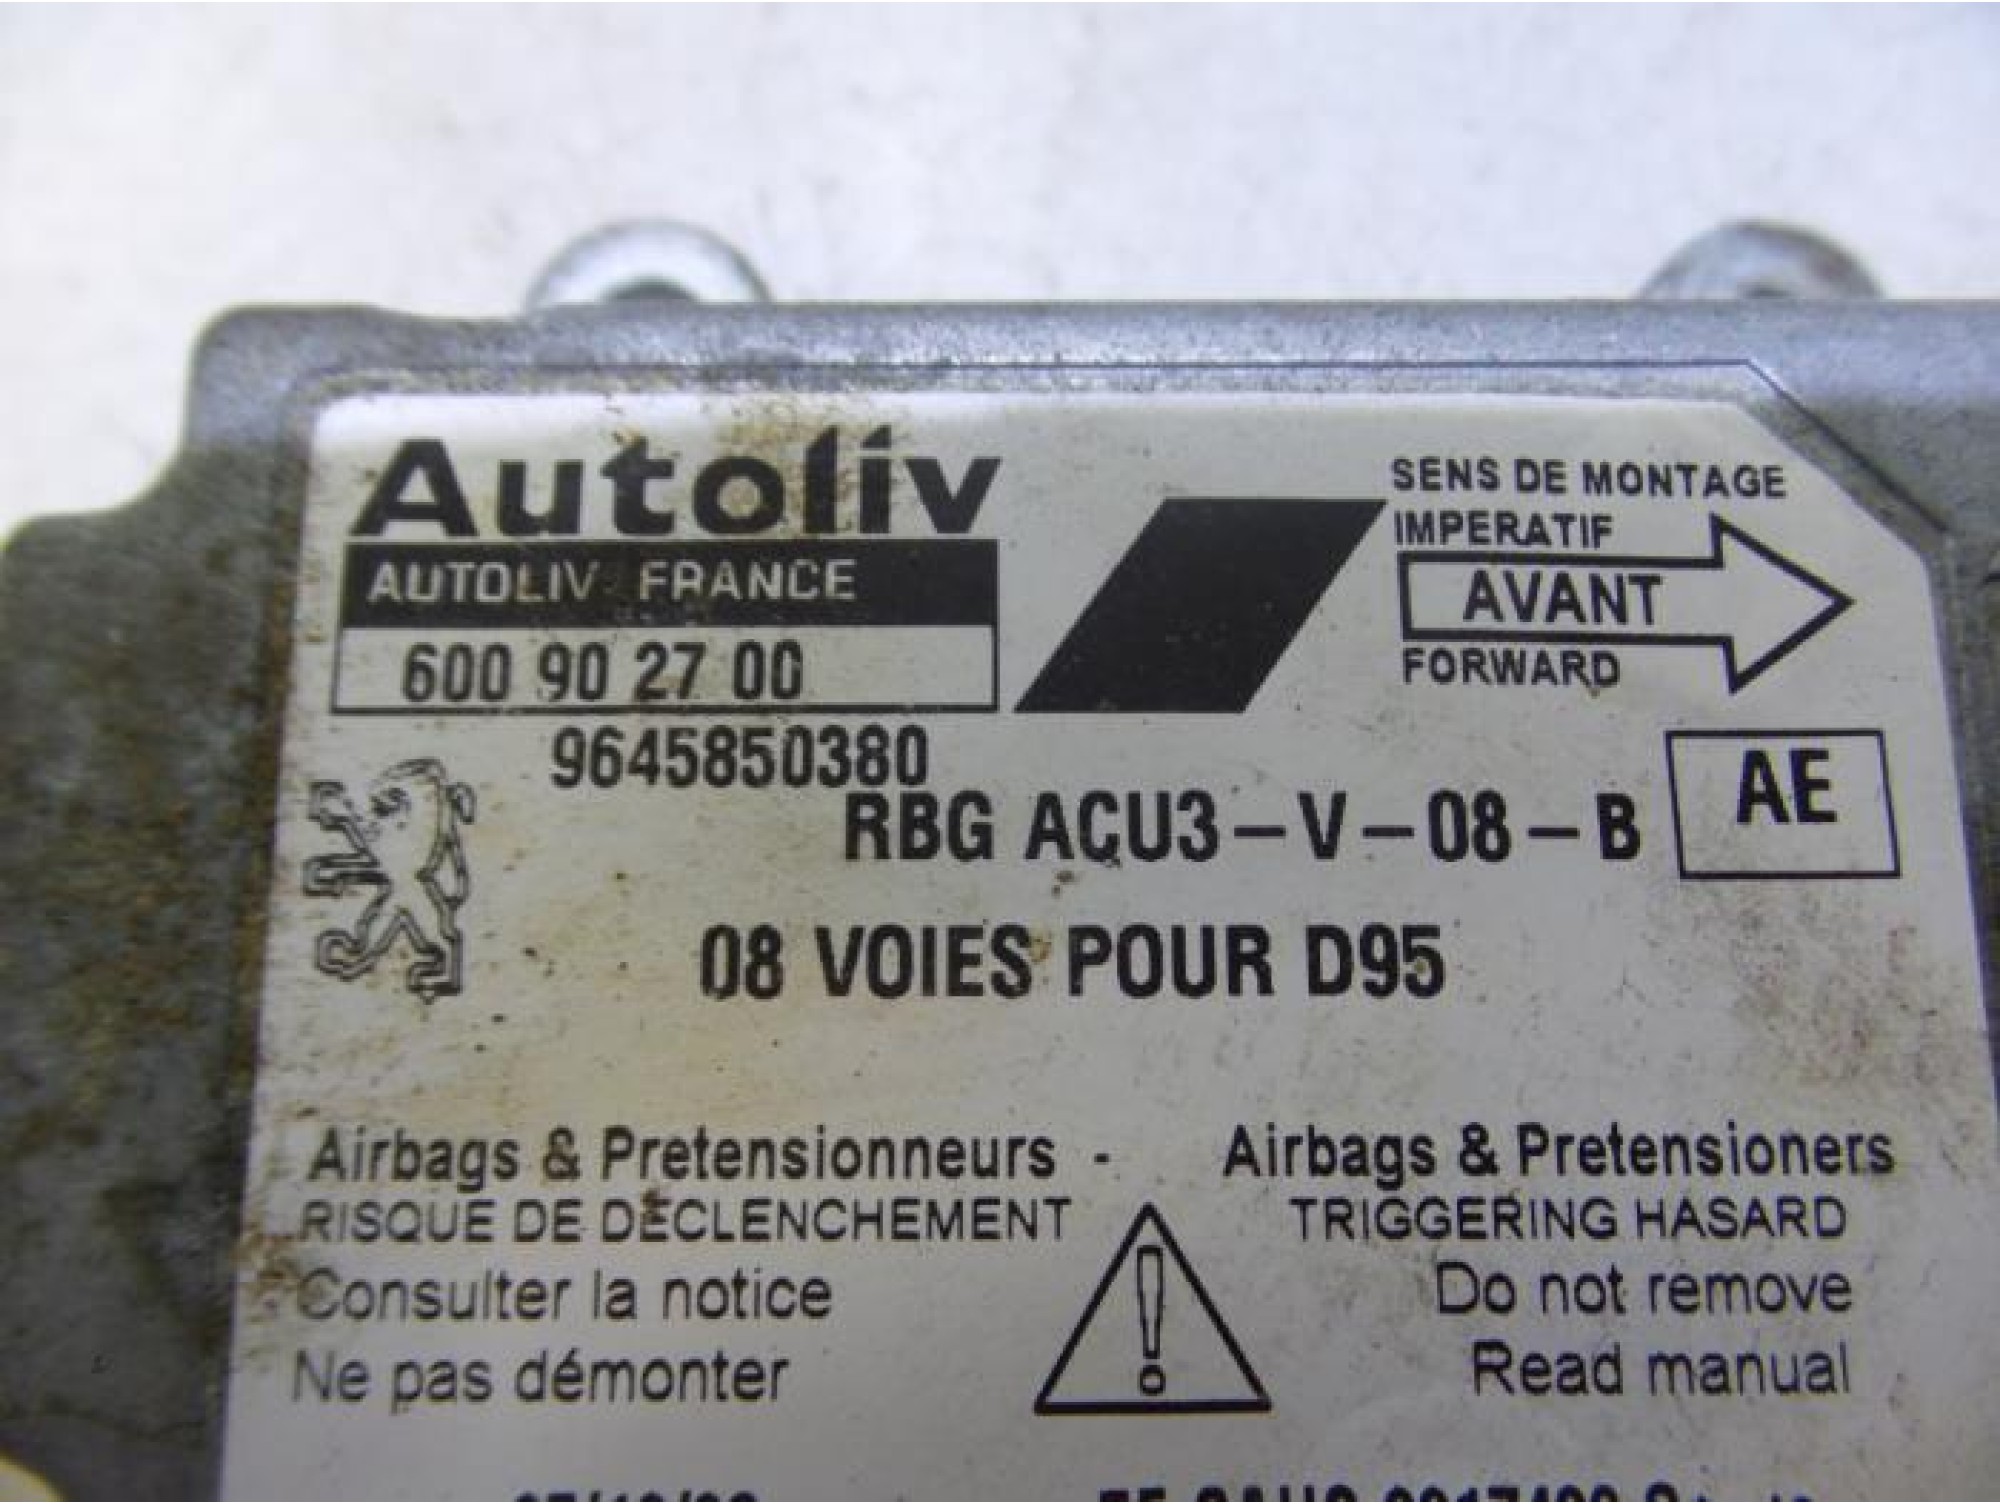 Autoliv
AUTOLIV FRANCE
600 90 27 00
SENS DE MONTAGE
IMPERATIF
AVANT
FORWARD
9645850380
RBG ACU3-V-08-B
AE
08 VOIES POUR D95
Airbags & Pretensionneurs - Airbags & Pretensioners
RISQUE DE DECLENCHEMENT
TRIGGERING HASARD
Consulter la notice
Do not remove
Ne pas démonter
Read manual